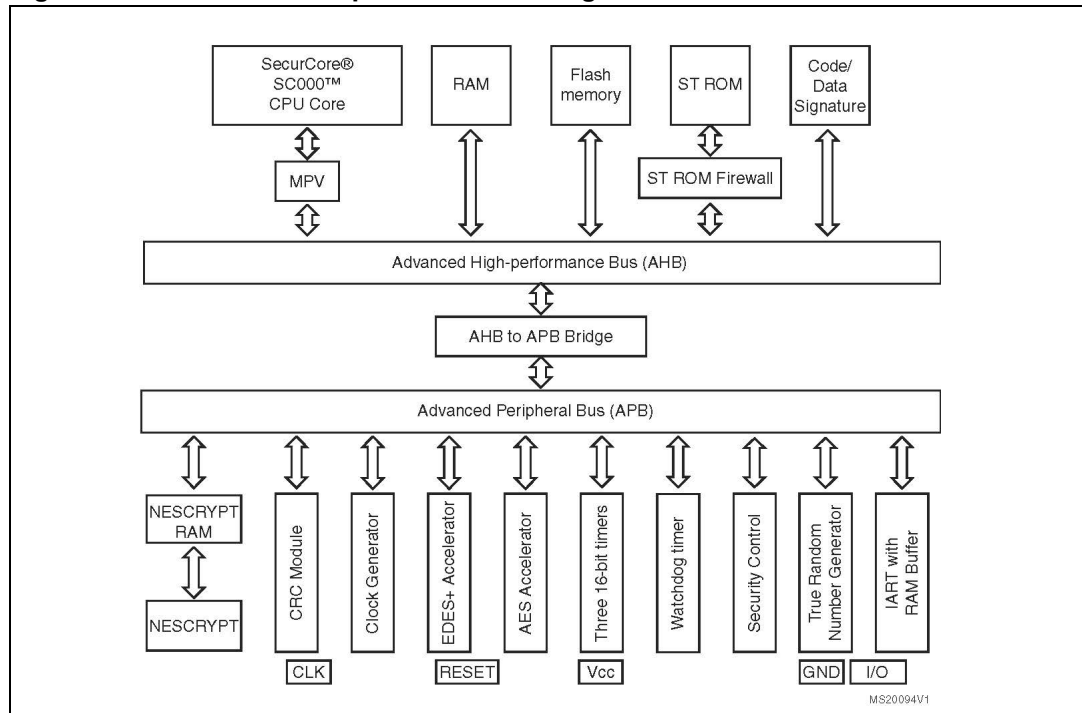 SecurCore®
SC000™
CPU Core
RAM
Flash
memory
ST ROM
Code/
Data
Signature
MPV
ST ROM Firewall
Advanced High-performance Bus (AHB)
AHB to APB Bridge
Advanced Peripheral Bus (APB)
NESCRYPT
RAM
NESCRYPT
CRC Module
Clock Generator
EDES+ Accelerator
AES Accelerator
Three 16-bit timers
Watchdog timer
Security Control
True Random
Number Generator
IART with
RAM Buffer
CLK
RESET
Vcc
GND
I/O
MS20094V1